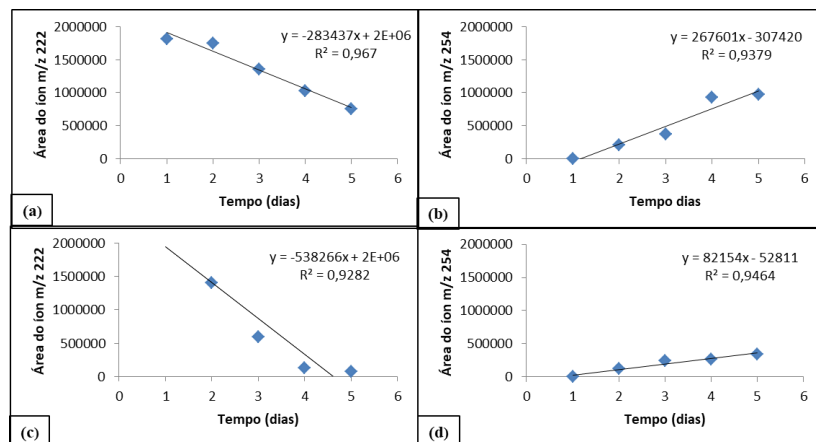 Área do íon m/z 222
2000000
1500000
1000000
500000
0
0 1 2 3 4 5 6
Tempo (dias)
y = -283437x + 2E+06
R² = 0,967
(a)
Área do íon m/z 254
2000000
1500000
1000000
500000
0
0 1 2 3 4 5 6
Tempo dias
y = 267601x - 307420
R² = 0,9379
(b)
Área do íon m/z 222
2000000
1500000
1000000
500000
0
0 1 2 3 4 5 6
Tempo (dias)
y = -538266x + 2E+06
R² = 0,9282
(c)
Área do íon m/z 254
2000000
1500000
1000000
500000
0
0 1 2 3 4 5 6
Tempo (dias)
y = 82154x - 52811
R² = 0,9464
(d)